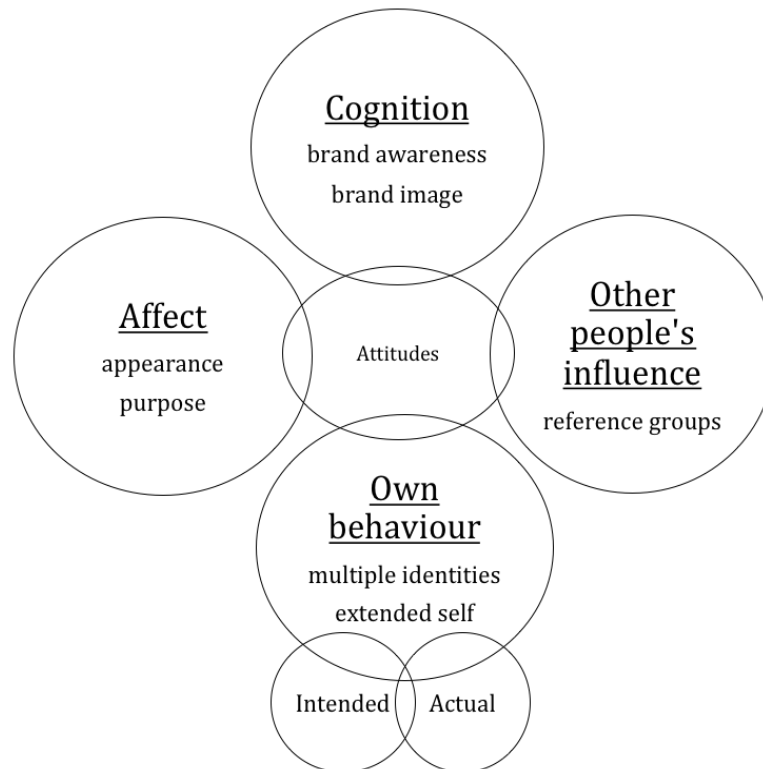 Cognition
brand awareness
brand image
Affect
appearance
purpose
Attitudes
Other
people's
influence
reference groups
Own
behaviour
multiple identities
extended self
Intended
Actual